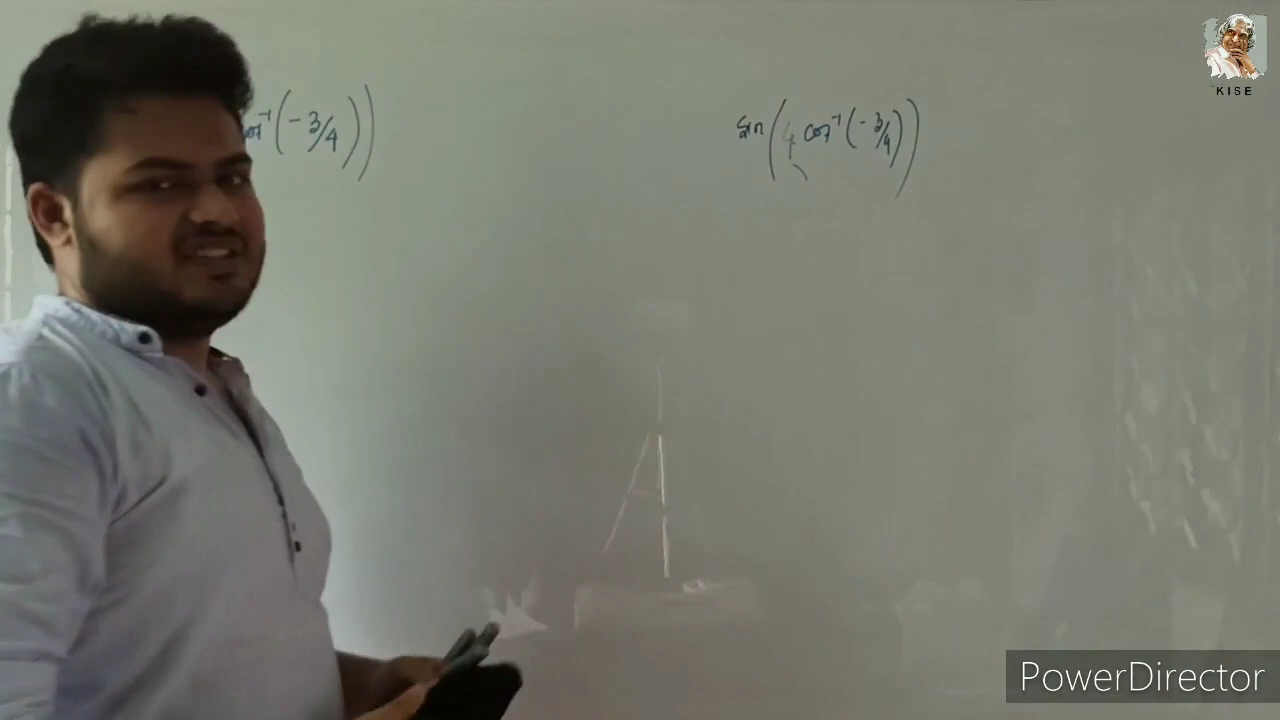 cot⁻¹(-3/4))
sin(4 cot⁻¹(-3/4))
KISE
PowerDirector